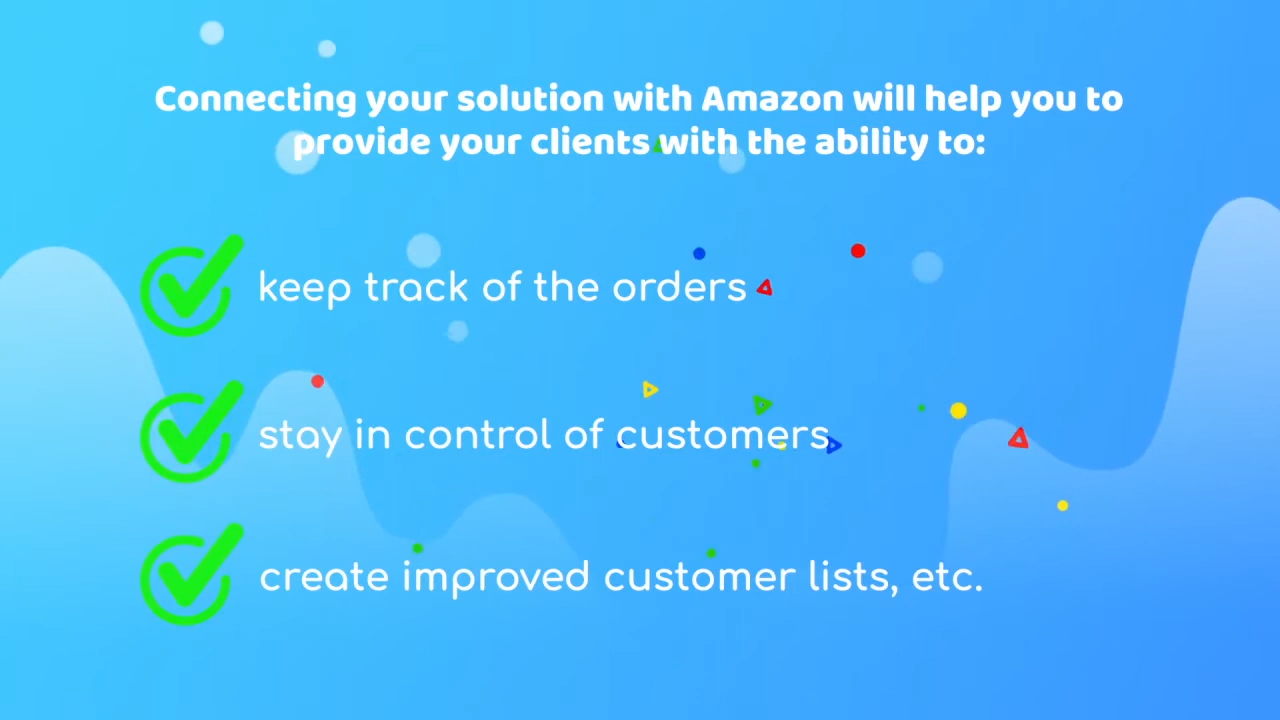 Connecting your solution with Amazon will help you to
provide your clients with the ability to:
keep track of the orders
stay in control of customers
create improved customer lists, etc.